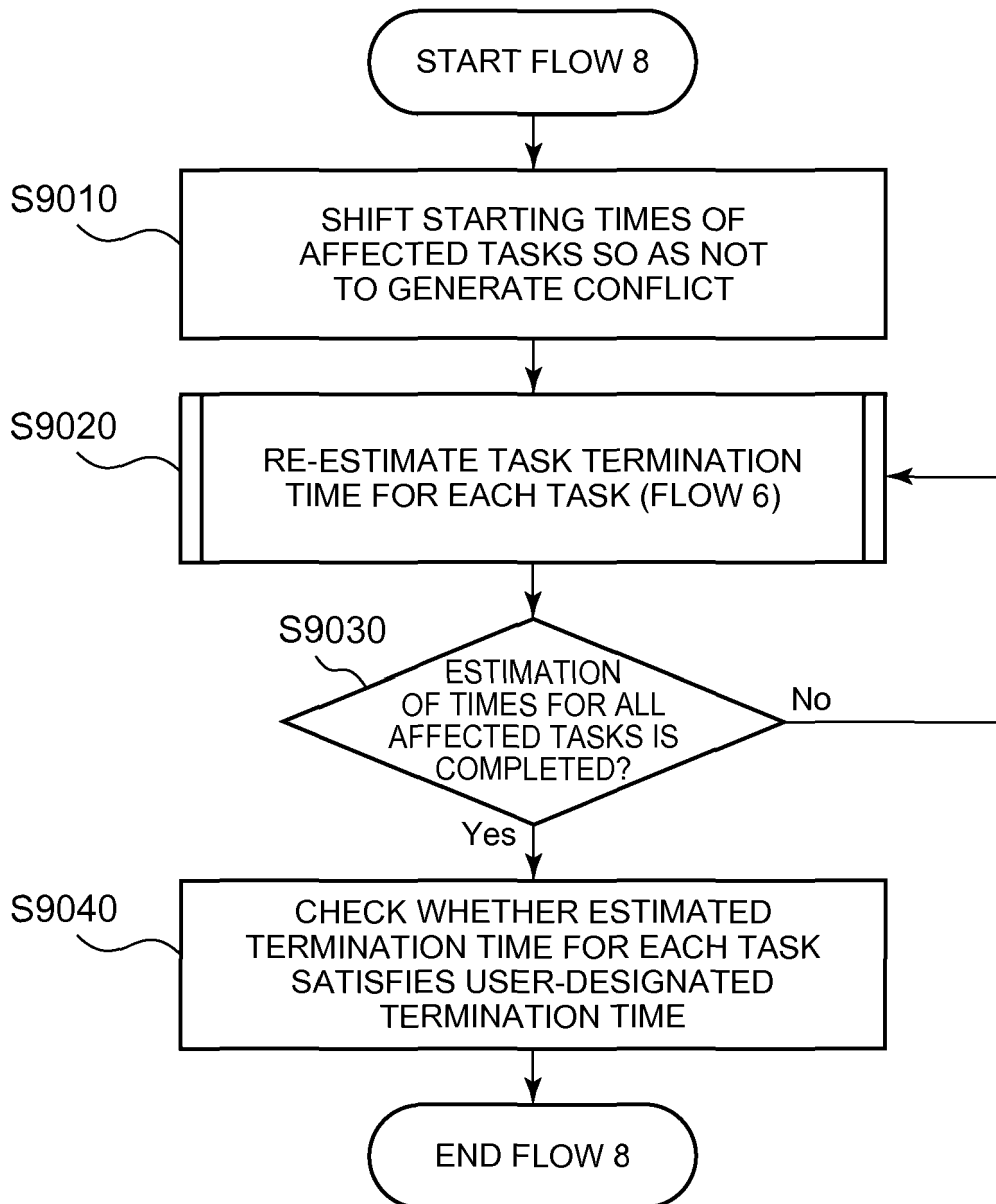 START FLOW 8
S9010
SHIFT STARTING TIMES OF
AFFECTED TASKS SO AS NOT
TO GENERATE CONFLICT
S9020
RE-ESTIMATE TASK TERMINATION
TIME FOR EACH TASK (FLOW 6)
S9030
ESTIMATION
OF TIMES FOR ALL
AFFECTED TASKS IS
COMPLETED?
No
Yes
S9040
CHECK WHETHER ESTIMATED
TERMINATION TIME FOR EACH TASK
SATISFIES USER-DESIGNATED
TERMINATION TIME
END FLOW 8